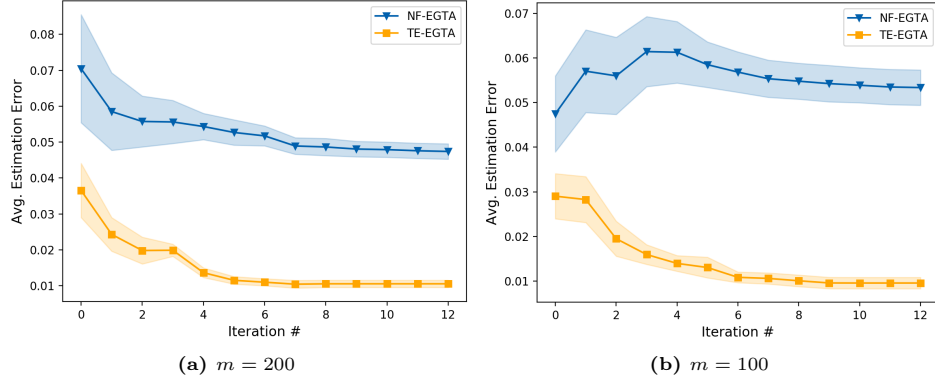 NF-EGTA
TE-EGTA
Avg. Estimation Error
0.08
0.07
0.06
0.05
0.04
0.03
0.02
0.01
0 2 4 6 8 10 12
Iteration #
(a) m = 200
NF-EGTA
TE-EGTA
Avg. Estimation Error
0.07
0.06
0.05
0.04
0.03
0.02
0.01
0 2 4 6 8 10 12
Iteration #
(b) m = 100